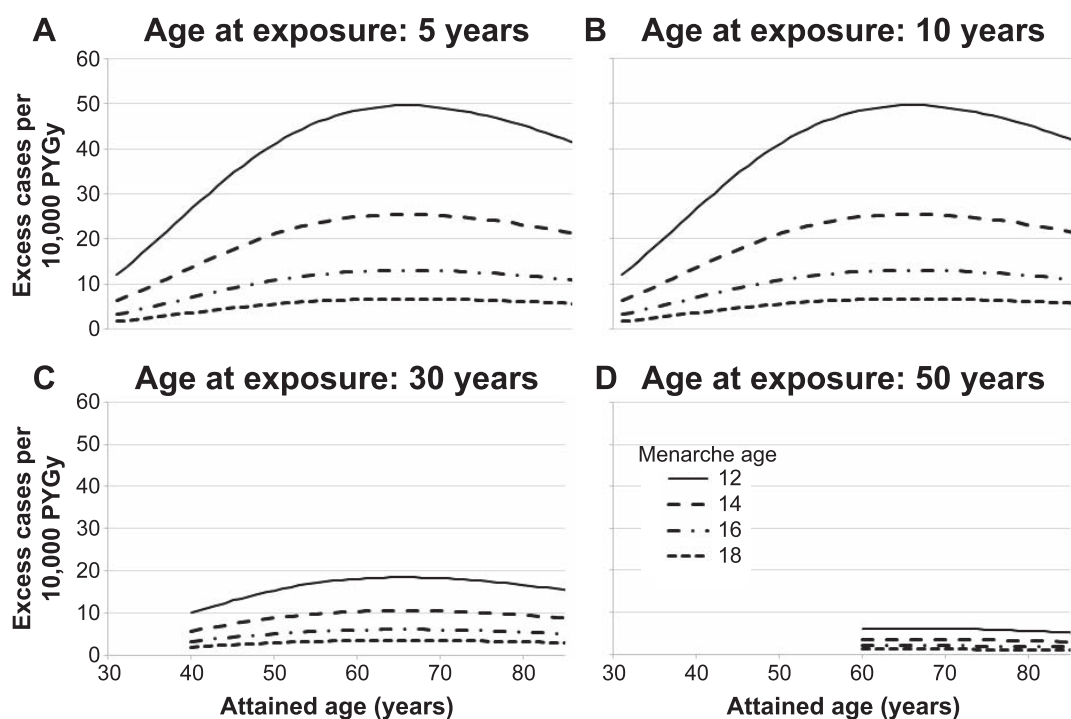 A Age at exposure: 5 years
Excess cases per
10,000 PYGy
60
50
40
30
20
10
0
B Age at exposure: 10 years
C Age at exposure: 30 years
Excess cases per
10,000 PYGy
60
50
40
30
20
10
0
30 40 50 60 70 80
Attained age (years)
D Age at exposure: 50 years
Menarche age
12
14
16
18
30 40 50 60 70 80
Attained age (years)